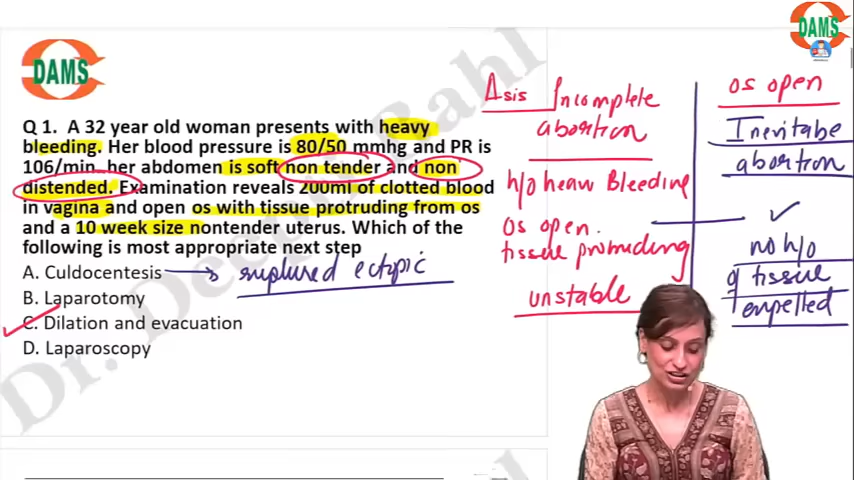 DAMS
DAMS
Q 1. A 32 year old woman presents with heavy
bleeding. Her blood pressure is 80/50 mmhg and PR is
106/min, her abdomen is soft non tender and non
distended. Examination reveals 200ml of clotted blood
in vagina and open os with tissue protruding from os
and a 10 week size nontender uterus. Which of the
following is most appropriate next step
A. Culdocentesis → ruptured ectopic
B. Laparotomy
C. Dilation and evacuation
D. Laparoscopy
Δsis Incomplete
abortion
h/o heavy Bleeding
os open.
tissue protruding
unstable
os open
Inevitabe
abortion
no h/o
g tissue
expelled